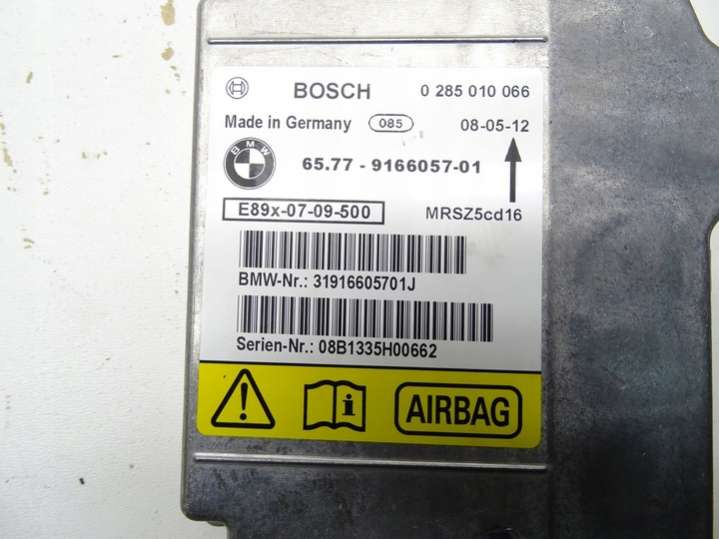 BOSCH 0 285 010 066
Made in Germany 085 08-05-12
BMW 65.77 - 9166057-01
E89x-07-09-500 MRSZ5cd16
BMW-Nr.: 31916605701J
Serien-Nr.: 08B1335H00662
! i AIRBAG